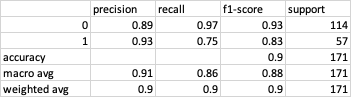 precision recall f1-score support
0 0.89 0.97 0.93 114
1 0.93 0.75 0.83 57
accuracy 0.9 171
macro avg 0.91 0.86 0.88 171
weighted avg 0.9 0.9 0.9 171